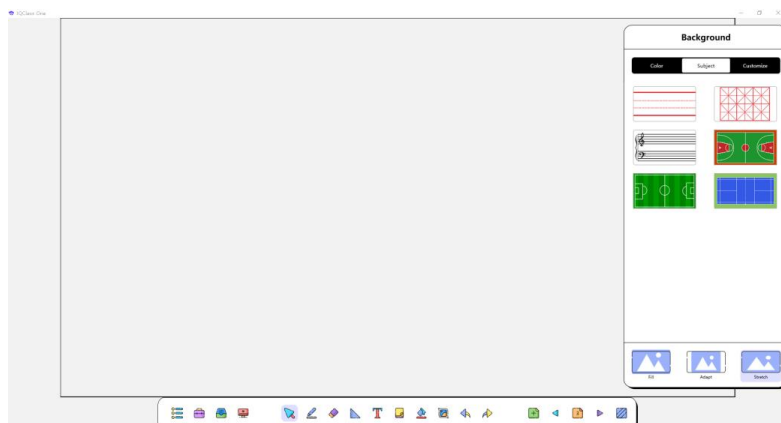 IQClass One
Background
Color Subject Customize
Fill Adapt Stretch
T